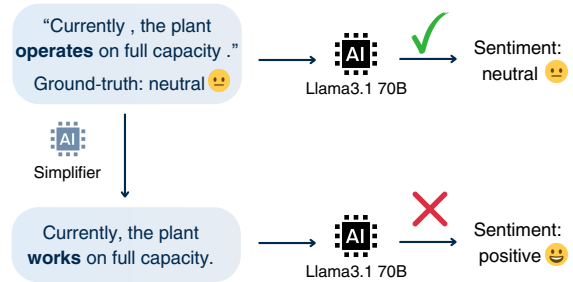 “Currently , the plant
operates on full capacity .”
Ground-truth: neutral 😐
AI
Llama3.1 70B
Sentiment:
neutral 😐
AI
Simplifier
Currently, the plant
works on full capacity.
AI
Llama3.1 70B
Sentiment:
positive 😀